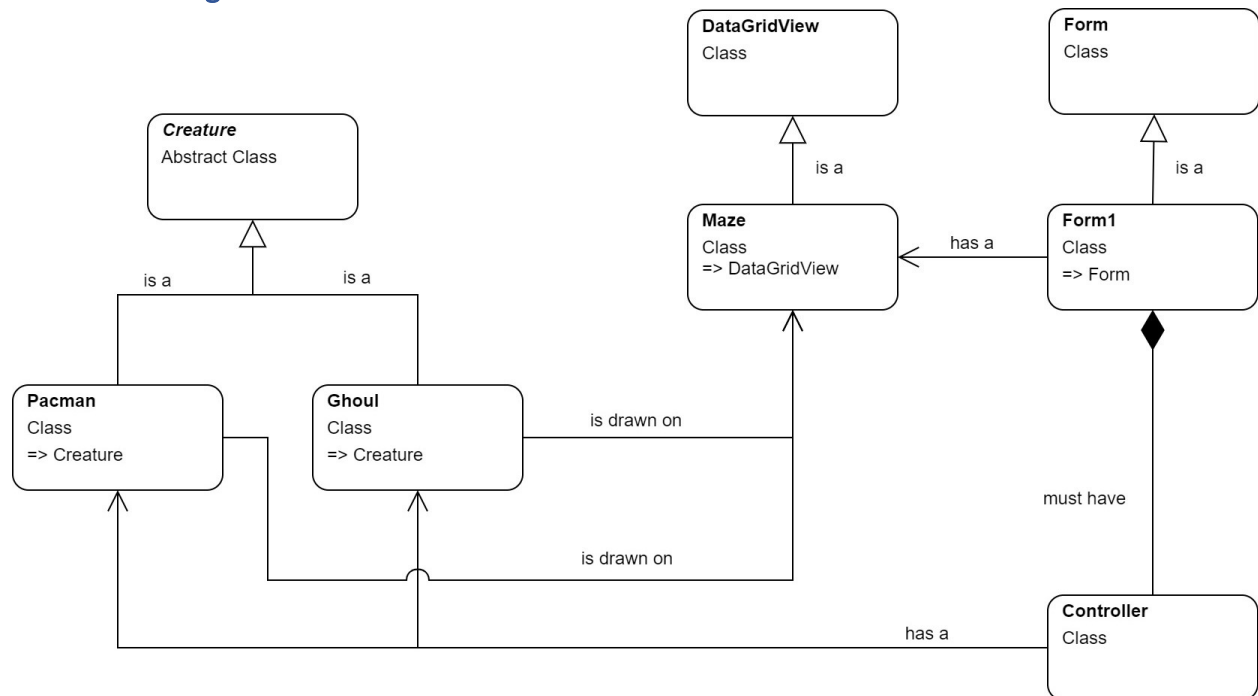 DataGridView
Class
Form
Class
Creature
Abstract Class
is a
is a
Maze
Class
=> DataGridView
has a
Form1
Class
=> Form
is a
is a
Pacman
Class
=> Creature
Ghoul
Class
=> Creature
is drawn on
must have
is drawn on
Controller
Class
has a